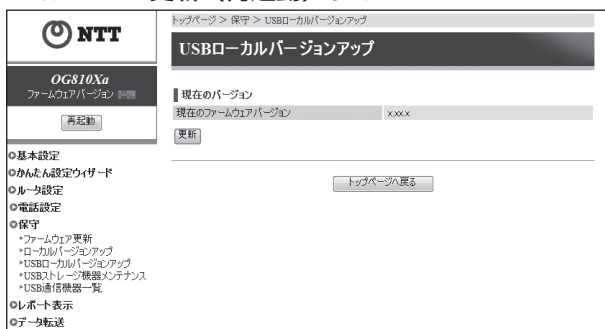 トップページ > 保守 > USBローカルバージョンアップ
NTT
USBローカルバージョンアップ
OG810Xa
ファームウェアバージョン
再起動
現在のバージョン
現在のファームウェアバージョン x.xx.x
更新
トップページへ戻る
基本設定
かんたん設定ウィザード
ルータ設定
電話設定
保守
ファームウェア更新
ローカルバージョンアップ
USBローカルバージョンアップ
USBストレージ機器メンテナンス
USB通信機器一覧
レポート表示
データ転送